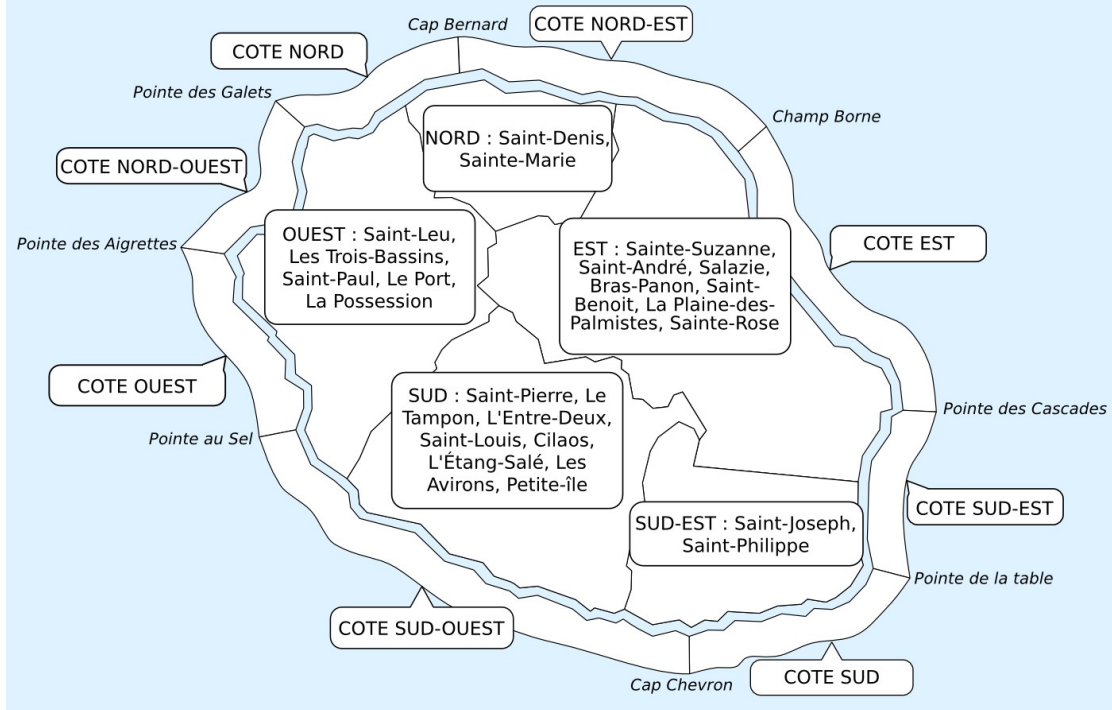 Cap Bernard
COTE NORD-EST
COTE NORD
Pointe des Galets
Champ Borne
NORD : Saint-Denis,
Sainte-Marie
COTE NORD-OUEST
Pointe des Aigrettes
OUEST : Saint-Leu,
Les Trois-Bassins,
Saint-Paul, Le Port,
La Possession
EST : Sainte-Suzanne,
Saint-André, Salazie,
Bras-Panon, Saint-
Benoit, La Plaine-des-
Palmistes, Sainte-Rose
COTE EST
COTE OUEST
SUD : Saint-Pierre, Le
Tampon, L'Entre-Deux,
Saint-Louis, Cilaos,
L'Étang-Salé, Les
Avirons, Petite-île
Pointe des Cascades
Pointe au Sel
COTE SUD-EST
SUD-EST : Saint-Joseph,
Saint-Philippe
Pointe de la table
COTE SUD-OUEST
COTE SUD
Cap Chevron